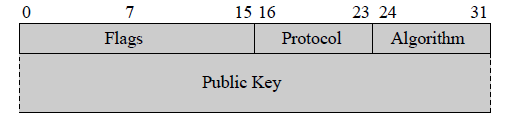 0 7 15 16 23 24 31
Flags Protocol Algorithm
Public Key